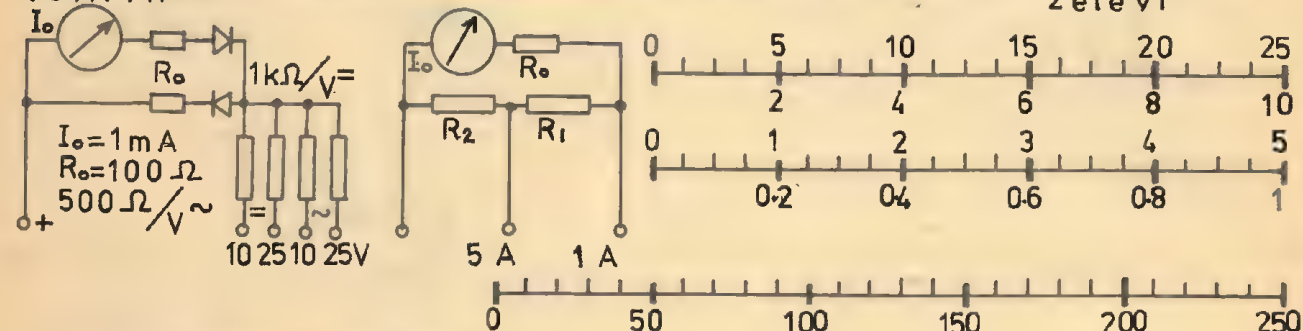 I₀
R₀
1kΩ/V=
I₀=1mA
R₀=100Ω
500Ω/V~
+
=
~
10 25 10 25V
I₀
R₀
R₂ R₁
5 A 1 A
0 5 10 15 20 25
2 4 6 8 10
0 1 2 3 4 5
0·2 0·4 0·6 0·8 1
0 50 100 150 200 250